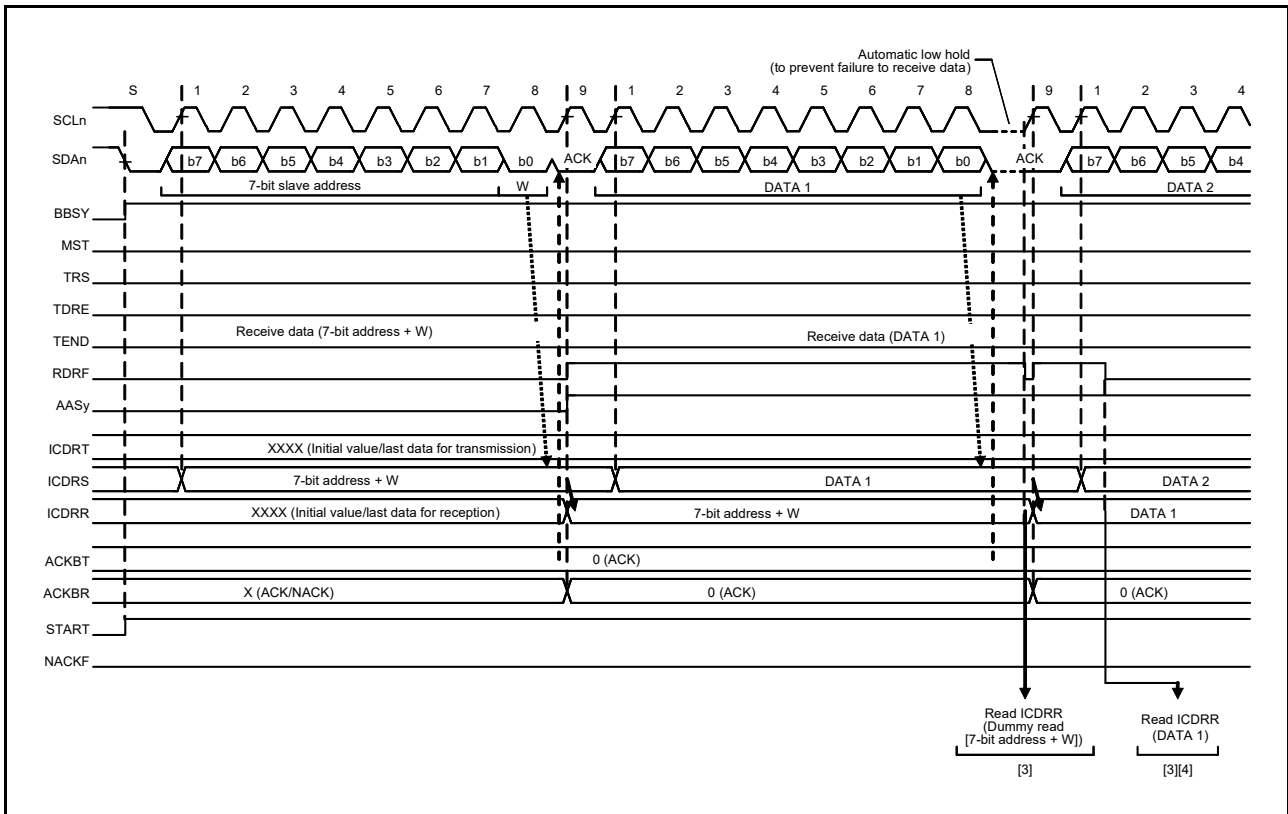 Automatic low hold
(to prevent failure to receive data)
S 1 2 3 4 5 6 7 8 9 1 2 3 4 5 6 7 8 9 1 2 3 4
SCLn
SDAn b7 b6 b5 b4 b3 b2 b1 b0 ACK b7 b6 b5 b4 b3 b2 b1 b0 ACK b7 b6 b5 b4
7-bit slave address W DATA 1 DATA 2
BBSY
MST
TRS
TDRE
Receive data (7-bit address + W) Receive data (DATA 1)
TEND
RDRF
AASy
ICDRT XXXX (Initial value/last data for transmission)
ICDRS 7-bit address + W DATA 1 DATA 2
ICDRR XXXX (Initial value/last data for reception) 7-bit address + W DATA 1
ACKBT 0 (ACK)
ACKBR X (ACK/NACK) 0 (ACK) 0 (ACK)
START
NACKF
Read ICDRR
(Dummy read
[7-bit address + W])
[3]
Read ICDRR
(DATA 1)
[3][4]